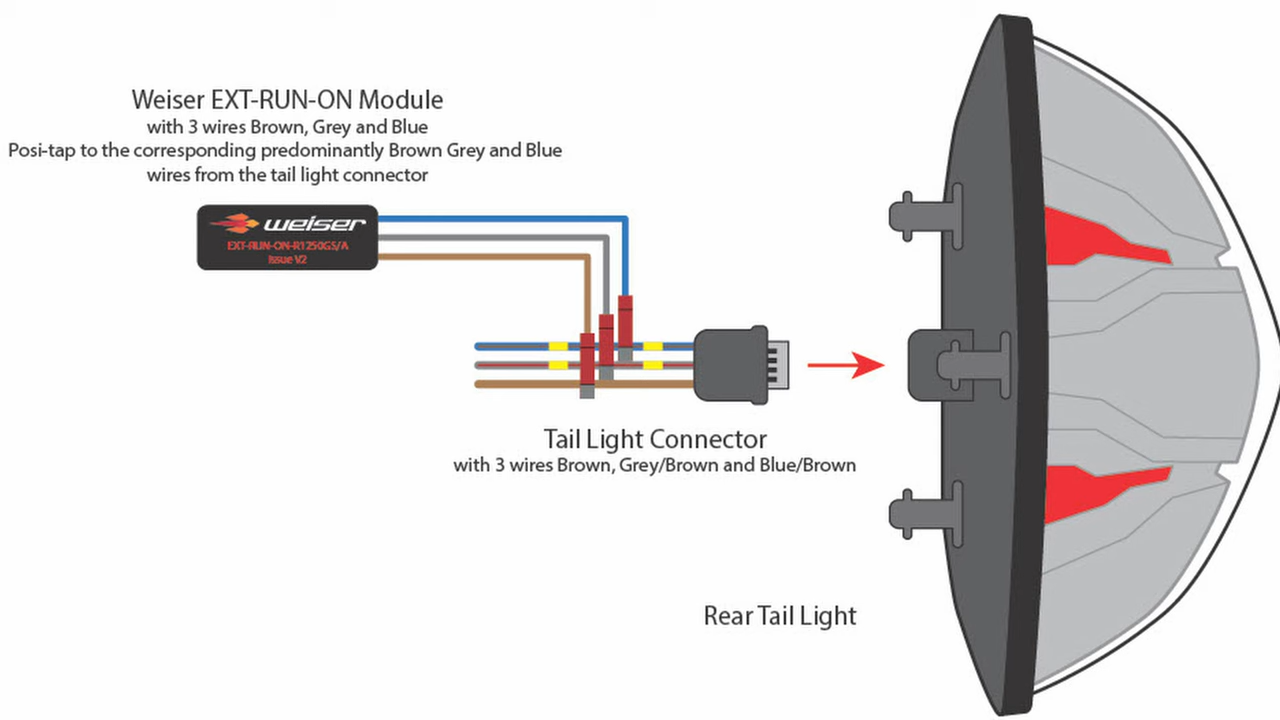 Weiser EXT-RUN-ON Module
with 3 wires Brown, Grey and Blue
Posi-tap to the corresponding predominantly Brown Grey and Blue
wires from the tail light connector
weiser
EXT-RUN-ON-R1250GS/A
Issue V2
Tail Light Connector
with 3 wires Brown, Grey/Brown and Blue/Brown
Rear Tail Light